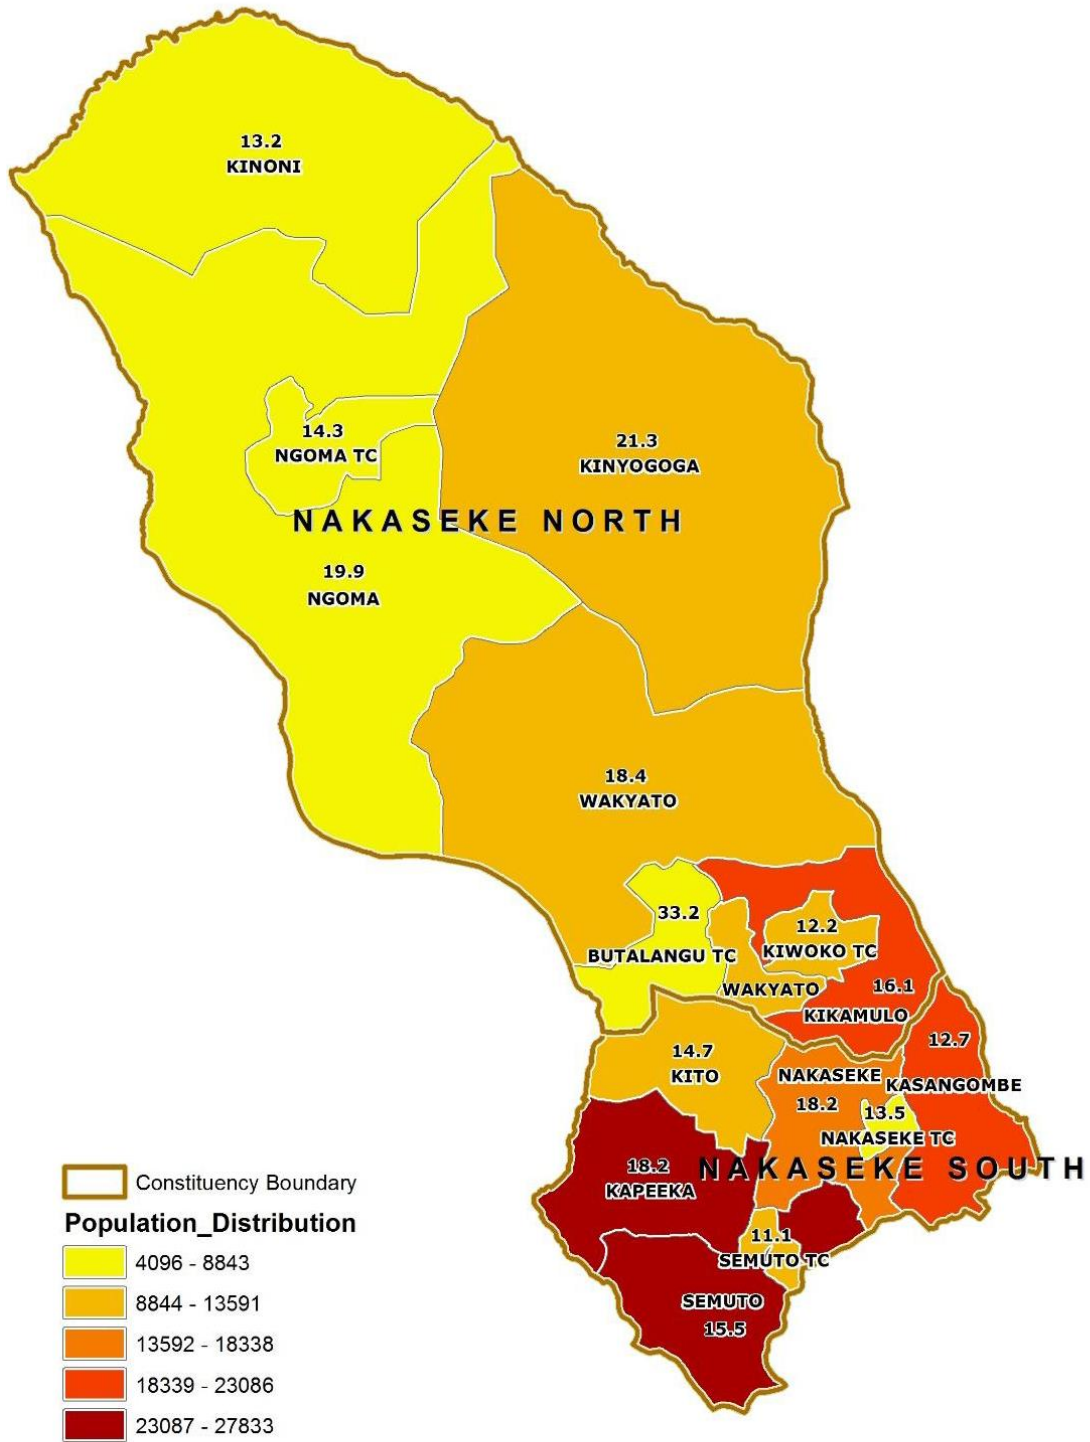 13.2
KINONI
14.3
NGOMA TC
21.3
KINYOGOGA
NAKASEKE NORTH
19.9
NGOMA
18.4
WAKYATO
33.2
BUTALANGU TC
12.2
KIWOKO TC
WAKYATO
16.1
KIKAMULO
12.7
KASANGOMBE
14.7
KITO
NAKASEKE
18.2
13.5
NAKASEKE TC
NAKASEKE SOUTH
18.2
KAPEEKA
11.1
SEMUTO TC
SEMUTO
15.5
Constituency Boundary
Population_Distribution
4096 - 8843
8844 - 13591
13592 - 18338
18339 - 23086
23087 - 27833